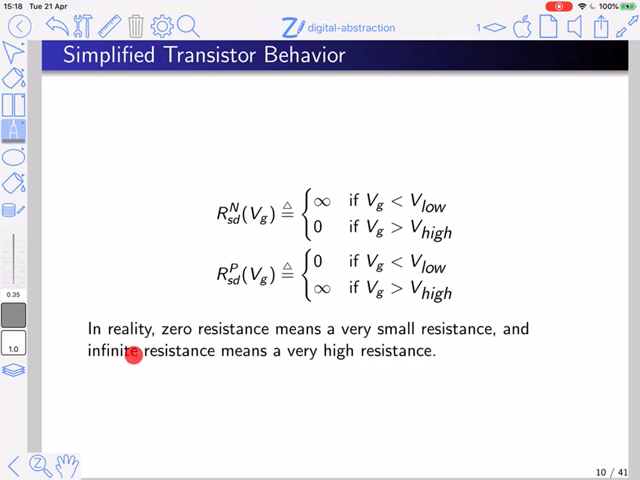 15:18 Tue 21 Apr 100%
digital-abstraction 1
Simplified Transistor Behavior
R^N_sd(V_g) ≜ { ∞ if V_g < V_low
0 if V_g > V_high
R^P_sd(V_g) ≜ { 0 if V_g < V_low
∞ if V_g > V_high
In reality, zero resistance means a very small resistance, and
infinite resistance means a very high resistance.
0.35
1.0
10 / 41